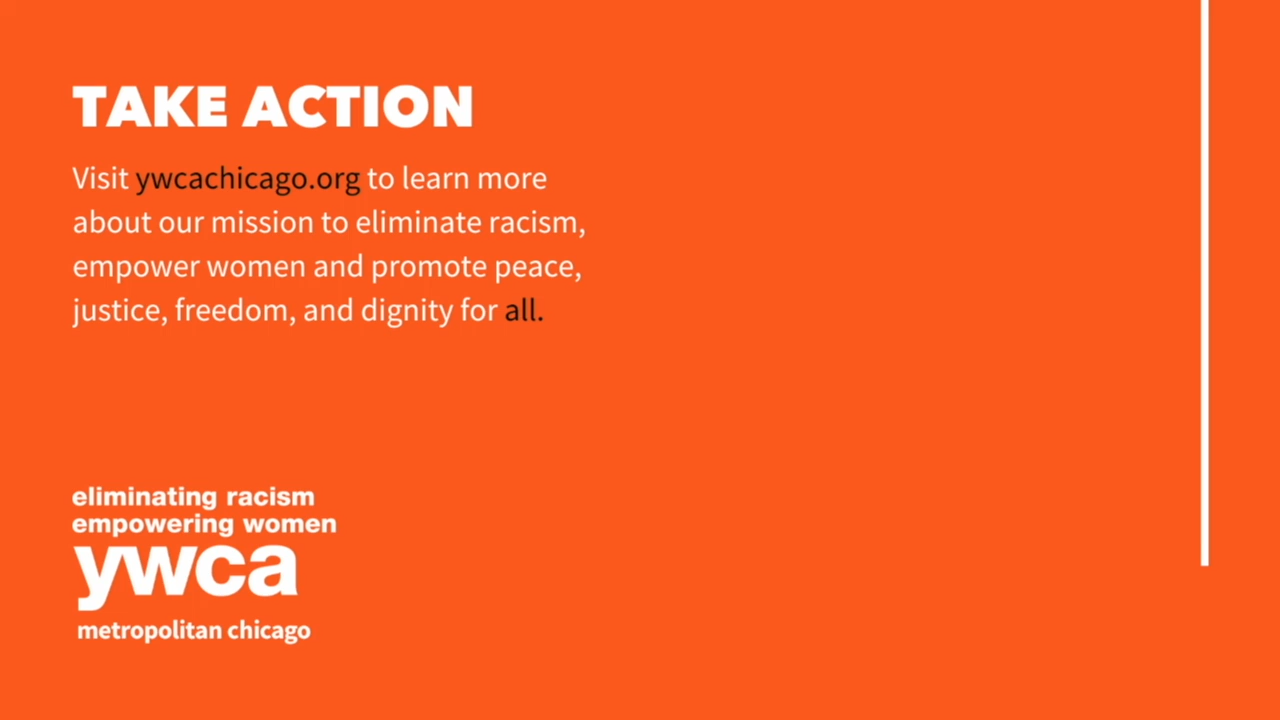 TAKE ACTION
Visit ywcachicago.org to learn more
about our mission to eliminate racism,
empower women and promote peace,
justice, freedom, and dignity for all.
eliminating racism
empowering women
ywca
metropolitan chicago